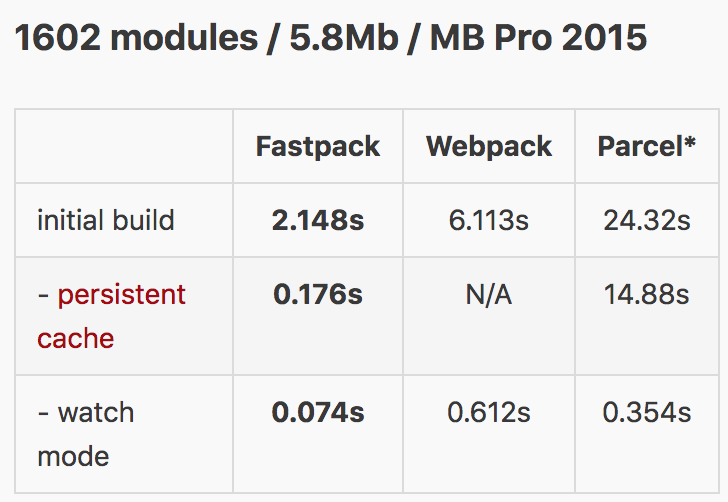 1602 modules / 5.8Mb / MB Pro 2015
Fastpack Webpack Parcel*
initial build 2.148s 6.113s 24.32s
- persistent cache 0.176s N/A 14.88s
- watch mode 0.074s 0.612s 0.354s